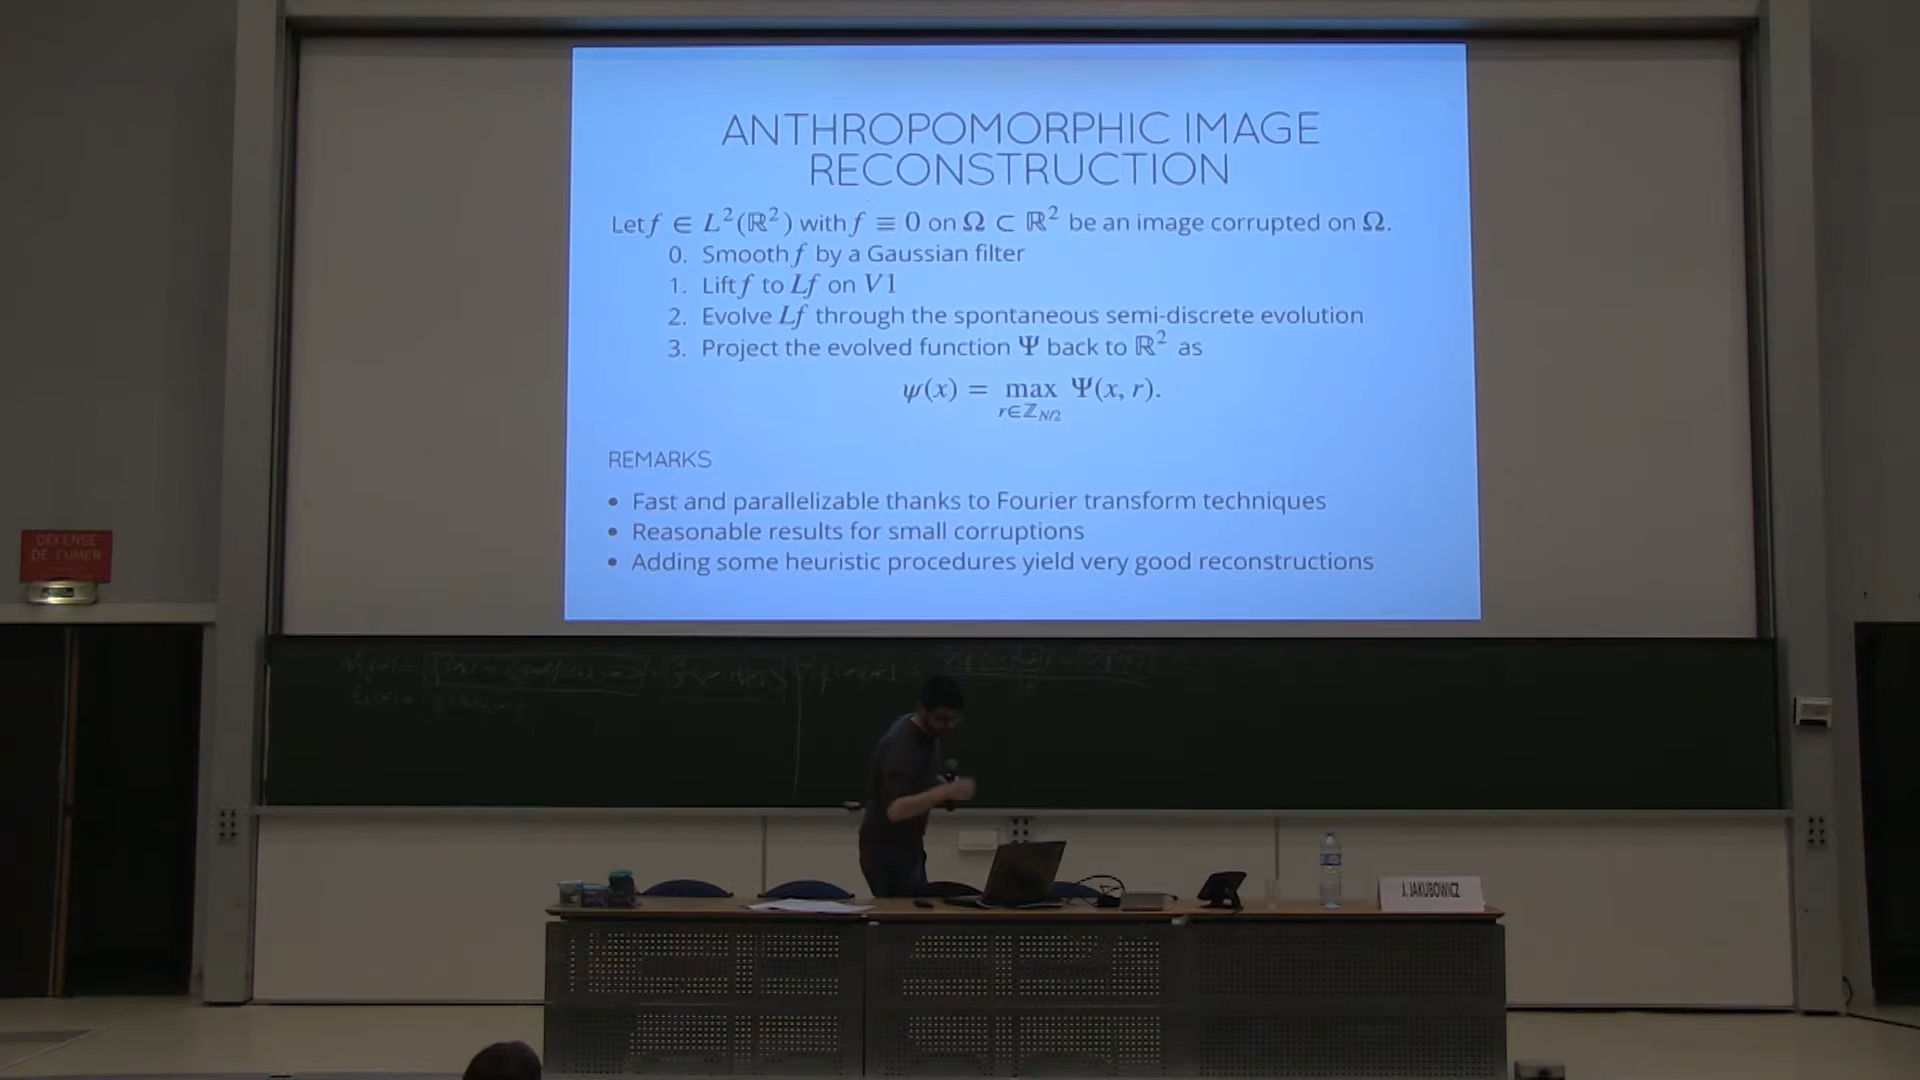 ANTHROPOMORPHIC IMAGE
RECONSTRUCTION
Let f ∈ L²(ℝ²) with f ≡ 0 on Ω ⊂ ℝ² be an image corrupted on Ω.
0. Smooth f by a Gaussian filter
1. Lift f to Lf on V1
2. Evolve Lf through the spontaneous semi-discrete evolution
3. Project the evolved function Ψ back to ℝ² as
ψ(x) = max Ψ(x, r).
r∈ℤ_N/2
REMARKS
• Fast and parallelizable thanks to Fourier transform techniques
• Reasonable results for small corruptions
• Adding some heuristic procedures yield very good reconstructions
DÉFENSE
DE FUMER
J. JAKUBOWICZ